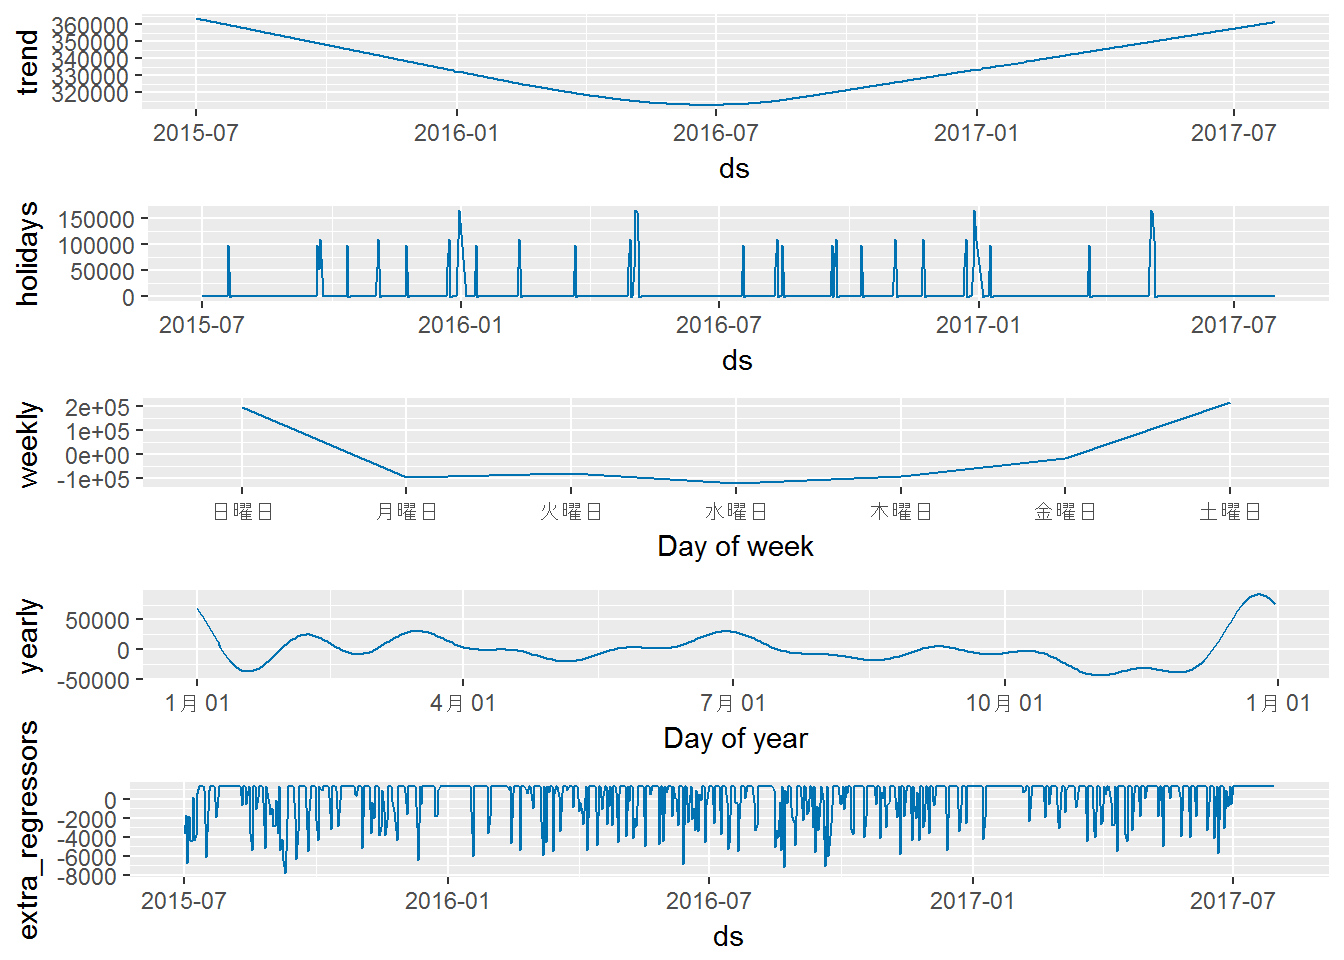 trend
360000
350000
340000
330000
320000
2015-07 2016-01 2016-07 2017-01 2017-07
ds
holidays
150000
100000
50000
0
2015-07 2016-01 2016-07 2017-01 2017-07
ds
weekly
2e+05
1e+05
0e+00
-1e+05
日曜日 月曜日 火曜日 水曜日 木曜日 金曜日 土曜日
Day of week
yearly
50000
0
-50000
1月 01 4月 01 7月 01 10月 01 1月 01
Day of year
extra_regressors
0
-2000
-4000
-6000
-8000
2015-07 2016-01 2016-07 2017-01 2017-07
ds